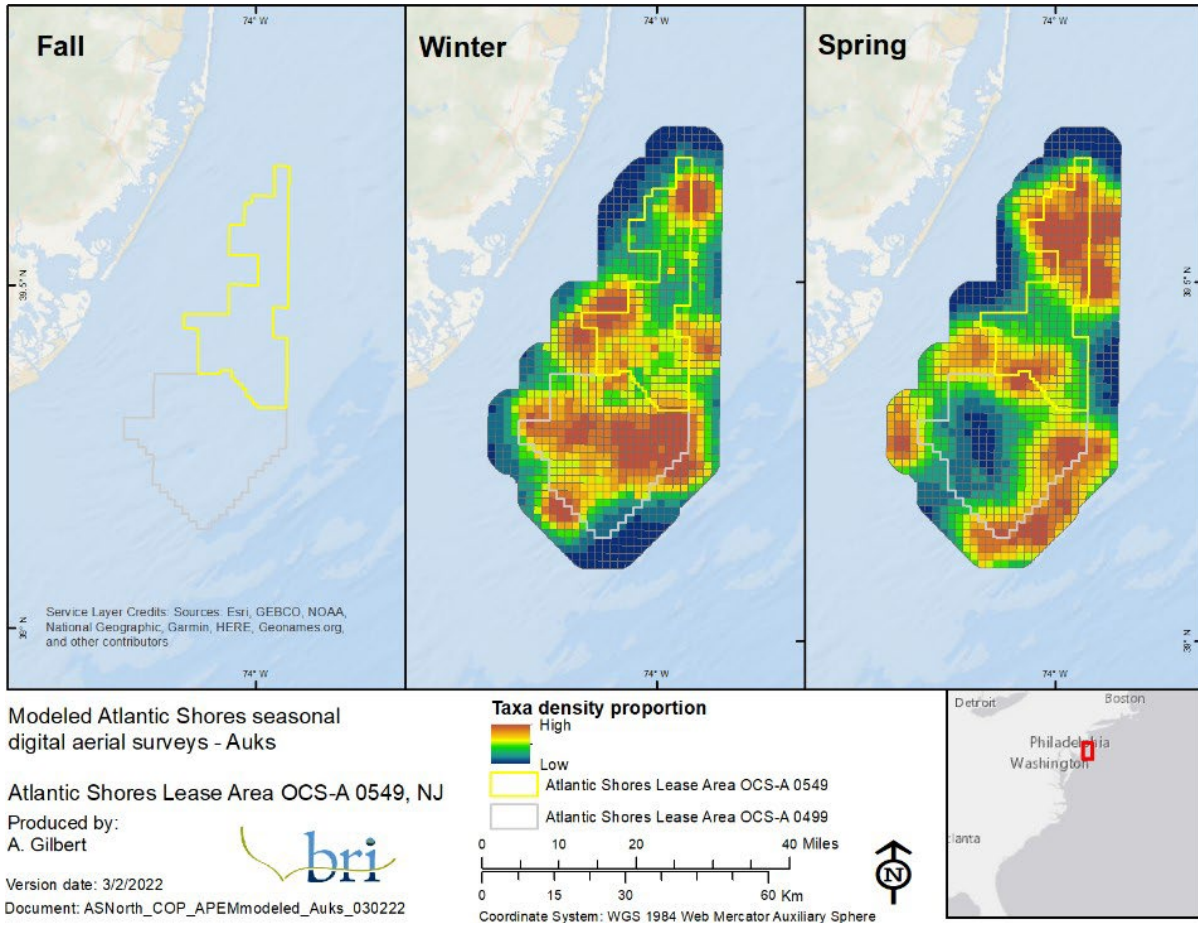 74° W
74° W
74° W
Fall
Winter
Spring
39.5° N
39.5° N
39° N
39° N
Service Layer Credits: Sources: Esri, GEBCO, NOAA,
National Geographic, Garmin, HERE, Geonames.org,
and other contributors
74° W
74° W
74° W
Modeled Atlantic Shores seasonal
digital aerial surveys - Auks
Atlantic Shores Lease Area OCS-A 0549, NJ
Produced by:
A. Gilbert
bri
Version date: 3/2/2022
Document: ASNorth_COP_APEMmodeled_Auks_030222
Taxa density proportion
High
Low
Atlantic Shores Lease Area OCS-A 0549
Atlantic Shores Lease Area OCS-A 0499
0 10 20 40 Miles
0 15 30 60 Km
Coordinate System: WGS 1984 Web Mercator Auxiliary Sphere
N
Detroit
Boston
Philadelphia
Washington
lanta